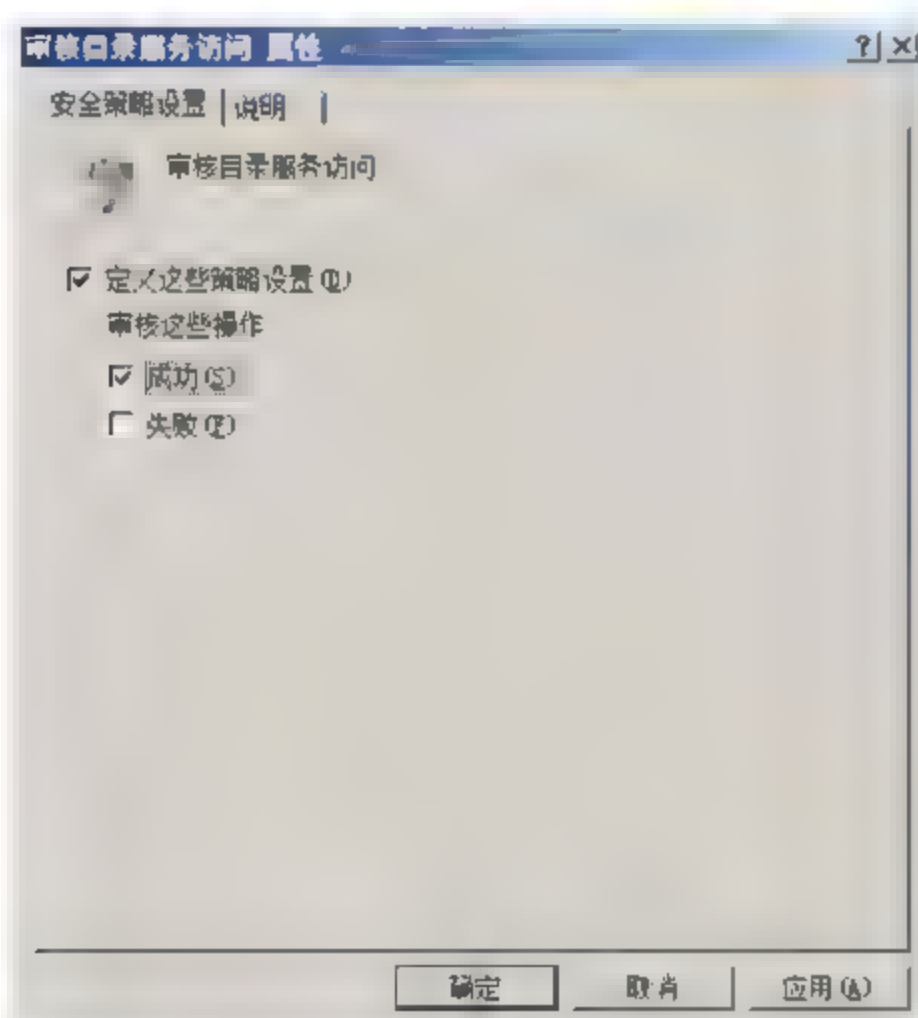 审核目录服务访问 属性
? ×
安全策略设置 说明
审核目录服务访问
定义这些策略设置(D)
审核这些操作
成功(S)
失败(F)
确定 取消 应用(A)